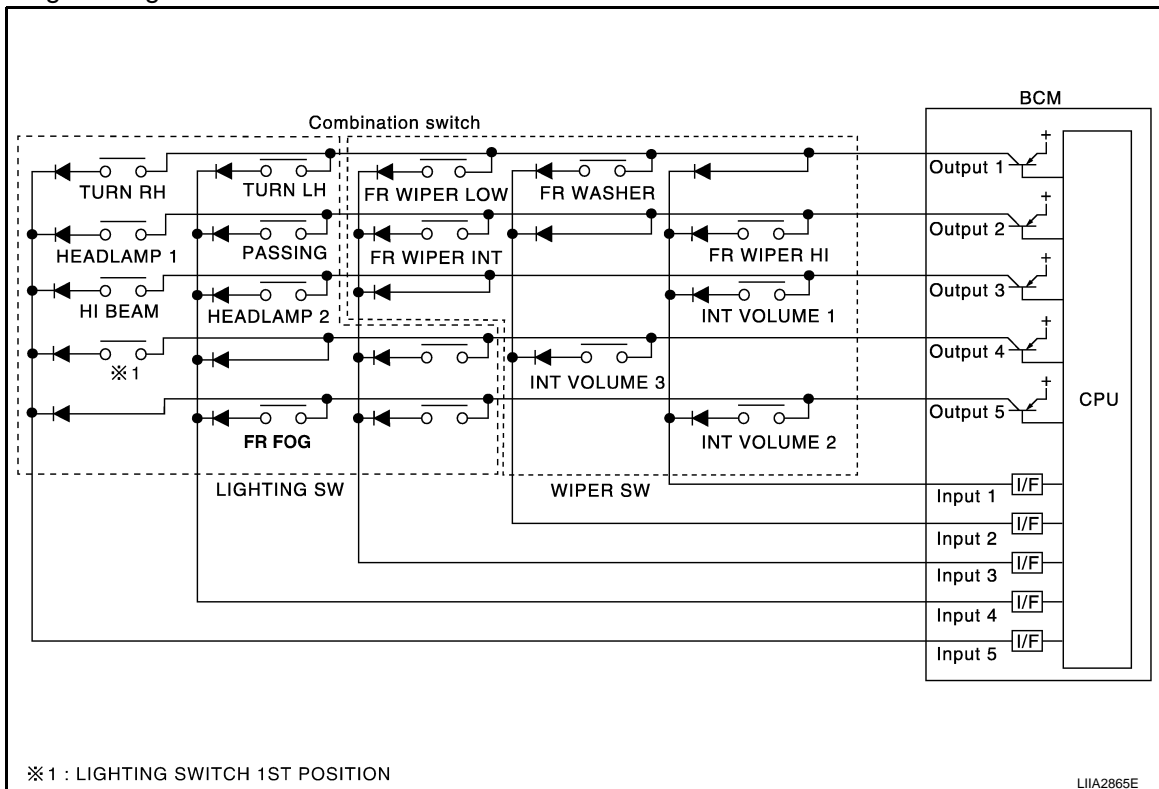 BCM
Combination switch
Output 1
TURN RH
TURN LH
FR WIPER LOW
FR WASHER
Output 2
HEADLAMP 1
PASSING
FR WIPER INT
FR WIPER HI
Output 3
HI BEAM
HEADLAMP 2
INT VOLUME 1
Output 4
※1
INT VOLUME 3
CPU
Output 5
FR FOG
INT VOLUME 2
LIGHTING SW
WIPER SW
Input 1
I/F
Input 2
I/F
Input 3
I/F
Input 4
I/F
Input 5
I/F
※1 : LIGHTING SWITCH 1ST POSITION
LIIA2865E